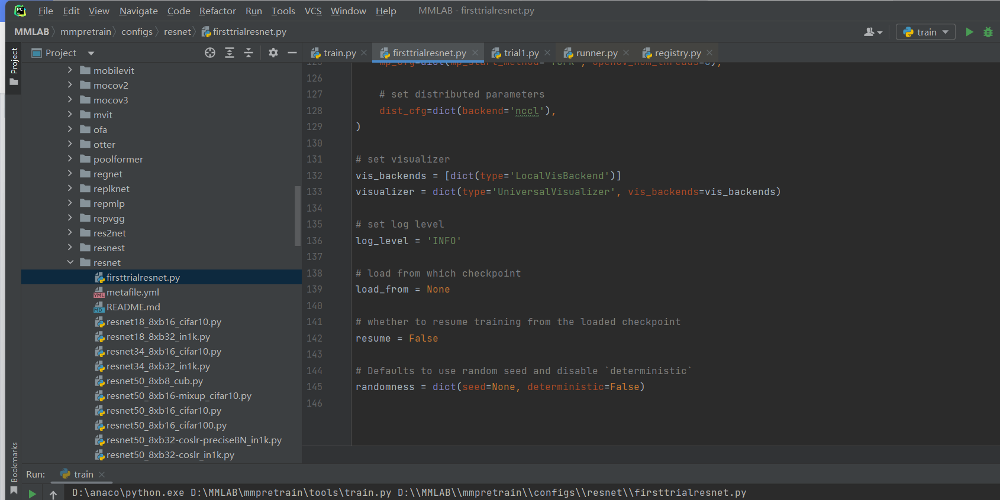 File Edit View Navigate Code Refactor Run Tools VCS Window Help MMLAB - firsttrialresnet.py
MMLAB mmpretrain configs resnet firsttrialresnet.py train
Project
Project
train.py firsttrialresnet.py trial1.py runner.py registry.py
mobilevit
mocov2
mocov3
mvit
ofa
otter
poolformer
regnet
replknet
repmlp
repvgg
res2net
resnest
resnet
firsttrialresnet.py
metafile.yml
README.md
resnet18_8xb16_cifar10.py
resnet18_8xb32_in1k.py
resnet34_8xb16_cifar10.py
resnet34_8xb32_in1k.py
resnet50_8xb8_cub.py
resnet50_8xb16-mixup_cifar10.py
resnet50_8xb16_cifar10.py
resnet50_8xb16_cifar100.py
resnet50_8xb32-coslr-preciseBN_in1k.py
resnet50_8xb32-coslr_in1k.py
125 mp_cfg=dict(mp_start_method='fork', opencv_num_threads=0),
126
127 # set distributed parameters
128 dist_cfg=dict(backend='nccl'),
129 )
130
131 # set visualizer
132 vis_backends = [dict(type='LocalVisBackend')]
133 visualizer = dict(type='UniversalVisualizer', vis_backends=vis_backends)
134
135 # set log level
136 log_level = 'INFO'
137
138 # load from which checkpoint
139 load_from = None
140
141 # whether to resume training from the loaded checkpoint
142 resume = False
143
144 # Defaults to use random seed and disable `deterministic`
145 randomness = dict(seed=None, deterministic=False)
146
Bookmarks
Run: train
D:\anaco\python.exe D:\MMLAB\mmpretrain\tools\train.py D:\\MMLAB\\mmpretrain\\configs\\resnet\\firsttrialresnet.py